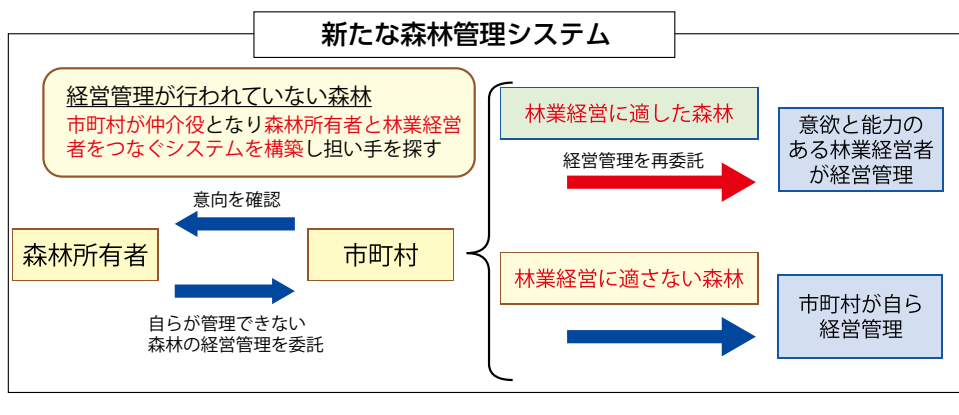 新たな森林管理システム
経営管理が行われていない森林
市町村が仲介役となり森林所有者と林業経営
者をつなぐシステムを構築し担い手を探す
意向を確認
森林所有者
市町村
自らが管理できない
森林の経営管理を委託
林業経営に適した森林
経営管理を再委託
意欲と能力の
ある林業経営者
が経営管理
林業経営に適さない森林
市町村が自ら
経営管理